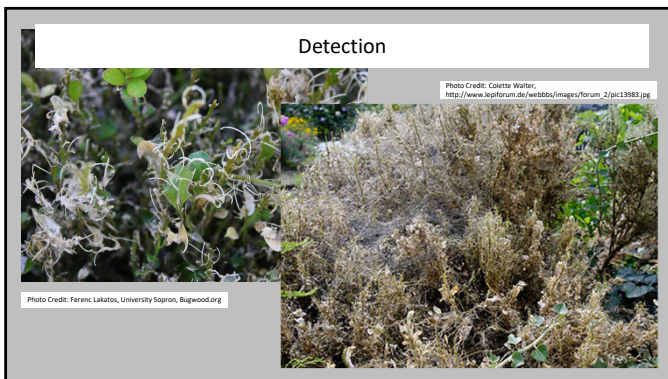 Detection
Photo Credit: Colette Walter,
http://www.lepiforum.de/webbbs/images/forum_2/pic13983.jpg
Photo Credit: Ferenc Lakatos, University Sopron, Bugwood.org